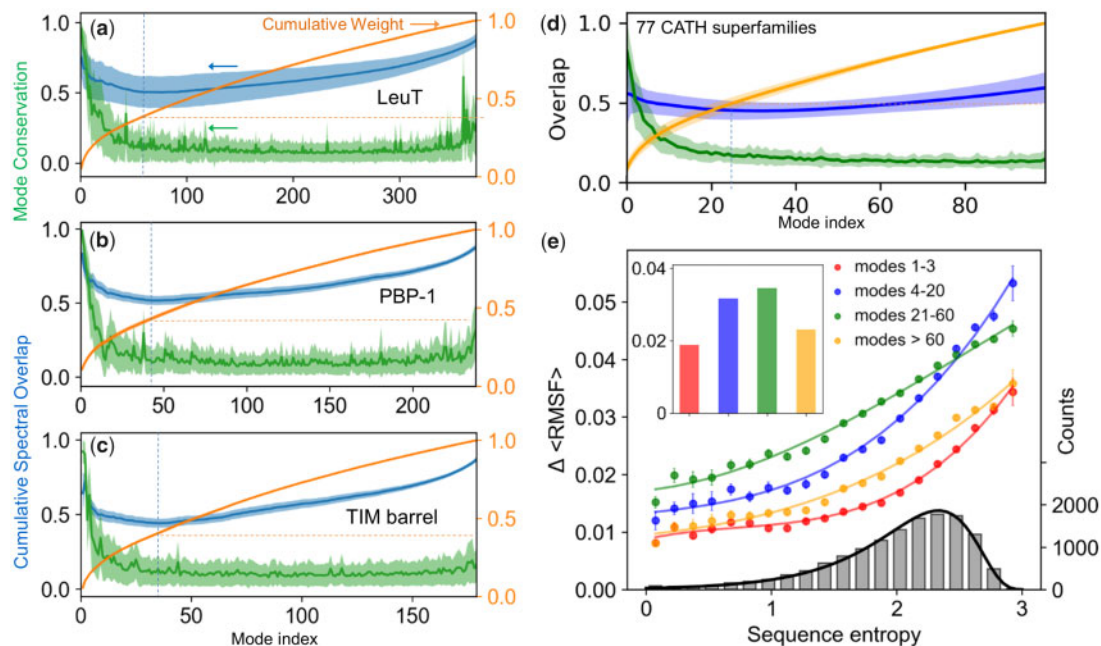 Mode Conservation
Cumulative Spectral Overlap
(a)
Cumulative Weight
LeuT
1.0
0.5
0.0
1.0
0.5
0.0
0
100
200
300
(b)
PBP-1
1.0
0.5
0.0
1.0
0.5
0.0
0
50
100
150
200
(c)
TIM barrel
1.0
0.5
0.0
1.0
0.5
0.0
0
50
100
150
Mode index
(d)
77 CATH superfamilies
Overlap
1.0
0.5
0.0
0
20
40
60
80
Mode index
(e)
0.04
0.02
0
modes 1-3
modes 4-20
modes 21-60
modes > 60
Δ <RMSF>
0.05
0.04
0.03
0.02
0.01
0.00
Counts
2000
1000
0
0
1
2
3
Sequence entropy